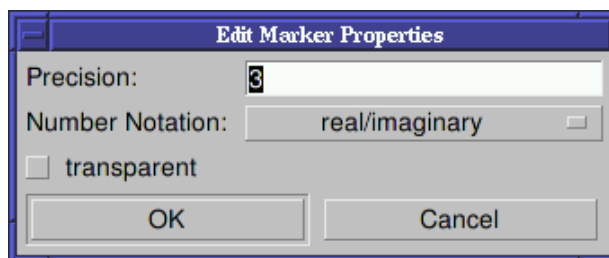 Edit Marker Properties
Precision: 3
Number Notation: real/imaginary
transparent
OK Cancel